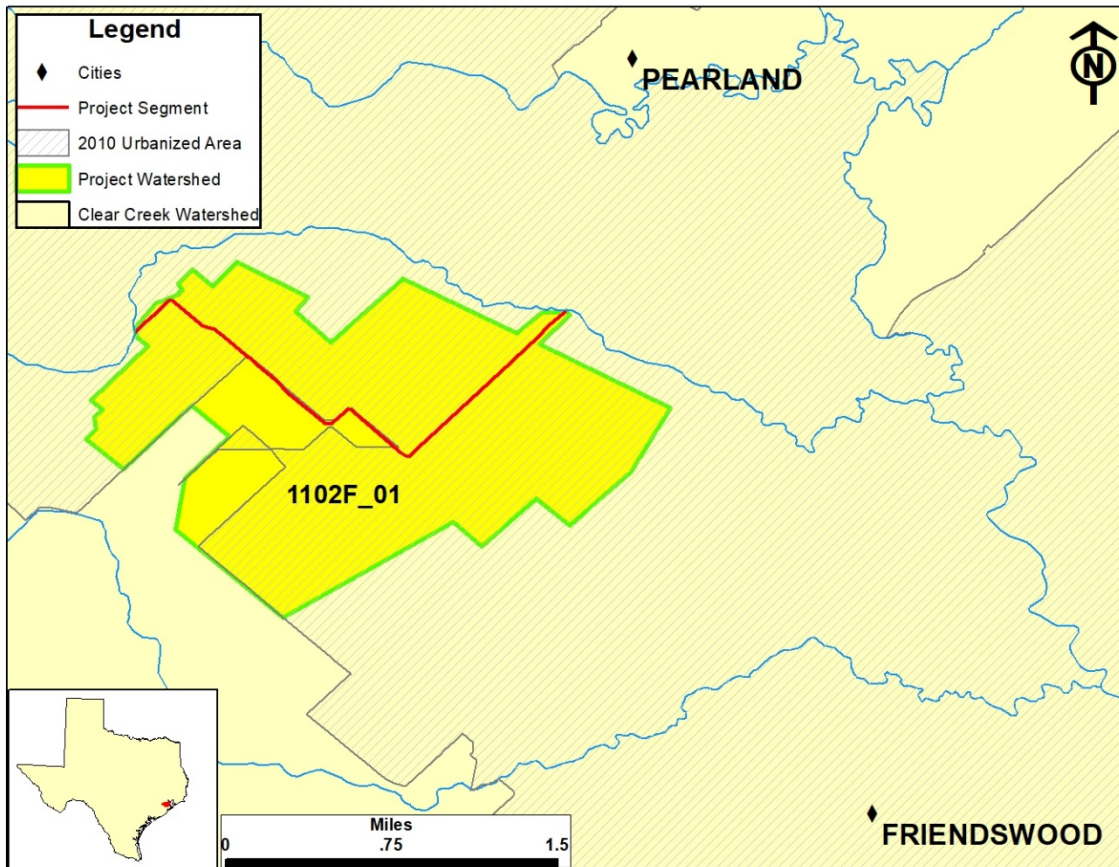 Legend
Cities
Project Segment
2010 Urbanized Area
Project Watershed
Clear Creek Watershed
PEARLAND
N
1102F_01
Miles
0 .75 1.5
FRIENDSWOOD